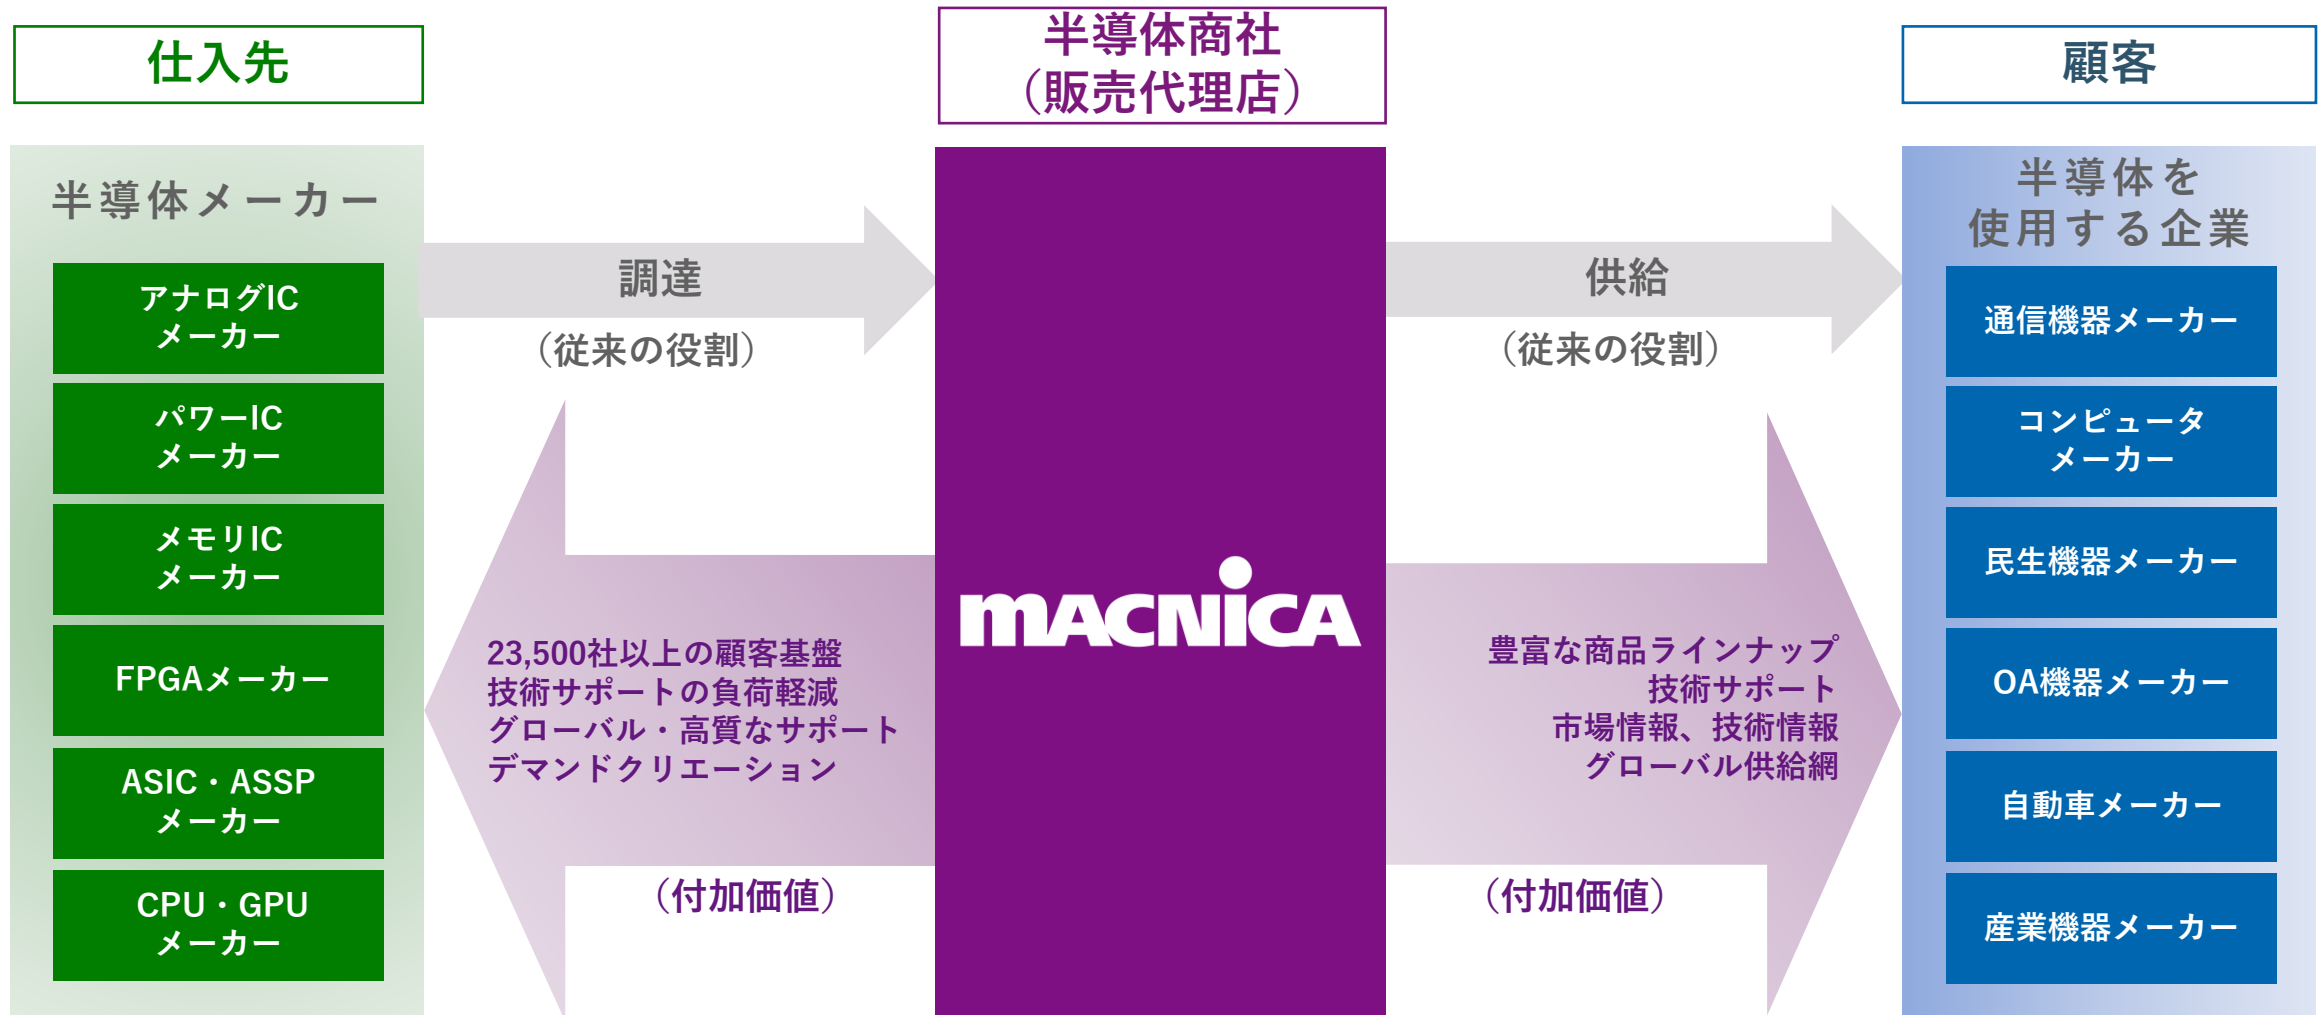 仕入先
半導体商社
（販売代理店）
顧客
半導体メーカー
アナログIC
メーカー
パワーIC
メーカー
メモリIC
メーカー
FPGAメーカー
ASIC・ASSP
メーカー
CPU・GPU
メーカー
調達
（従来の役割）
23,500社以上の顧客基盤
技術サポートの負荷軽減
グローバル・高質なサポート
デマンドクリエーション
（付加価値）
MACNiCA
供給
（従来の役割）
豊富な商品ラインナップ
技術サポート
市場情報、技術情報
グローバル供給網
（付加価値）
半導体を
使用する企業
通信機器メーカー
コンピュータ
メーカー
民生機器メーカー
OA機器メーカー
自動車メーカー
産業機器メーカー